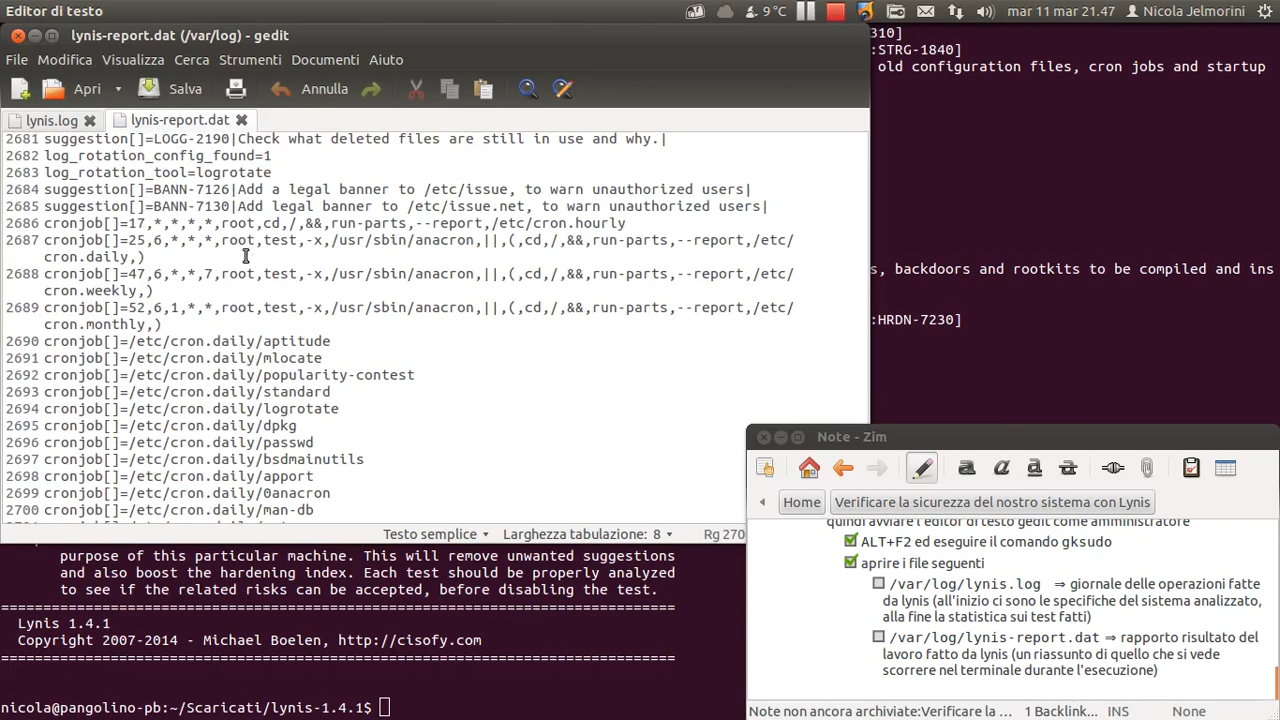 Editor di testo
9 °C
mar 11 mar 21.47
Nicola Jelmorini
lynis-report.dat (/var/log) - gedit
File Modifica Visualizza Cerca Strumenti Documenti Aiuto
Apri Salva Annulla
lynis.log
lynis-report.dat
2681 suggestion[]=LOGG-2190|Check what deleted files are still in use and why.|
2682 log_rotation_config_found=1
2683 log_rotation_tool=logrotate
2684 suggestion[]=BANN-7126|Add a legal banner to /etc/issue, to warn unauthorized users|
2685 suggestion[]=BANN-7130|Add legal banner to /etc/issue.net, to warn unauthorized users|
2686 cronjob[]=17,*,*,*,*,root,cd,/,&&,run-parts,--report,/etc/cron.hourly
2687 cronjob[]=25,6,*,*,*,root,test,-x,/usr/sbin/anacron,||,(,cd,/,&&,run-parts,--report,/etc/
cron.daily,)
2688 cronjob[]=47,6,*,*,7,root,test,-x,/usr/sbin/anacron,||,(,cd,/,&&,run-parts,--report,/etc/
cron.weekly,)
2689 cronjob[]=52,6,1,*,*,root,test,-x,/usr/sbin/anacron,||,(,cd,/,&&,run-parts,--report,/etc/
cron.monthly,)
2690 cronjob[]=/etc/cron.daily/aptitude
2691 cronjob[]=/etc/cron.daily/mlocate
2692 cronjob[]=/etc/cron.daily/popularity-contest
2693 cronjob[]=/etc/cron.daily/standard
2694 cronjob[]=/etc/cron.daily/logrotate
2695 cronjob[]=/etc/cron.daily/dpkg
2696 cronjob[]=/etc/cron.daily/passwd
2697 cronjob[]=/etc/cron.daily/bsdmainutils
2698 cronjob[]=/etc/cron.daily/apport
2699 cronjob[]=/etc/cron.daily/0anacron
2700 cronjob[]=/etc/cron.daily/man-db
Testo semplice Larghezza tabulazione: 8 Rg 270
310]
:STRG-1840]
old configuration files, cron jobs and startup
s, backdoors and rootkits to be compiled and ins
:HRDN-7230]
purpose of this particular machine. This will remove unwanted suggestions
and also boost the hardening index. Each test should be properly analyzed
to see if the related risks can be accepted, before disabling the test.
================================================================================
Lynis 1.4.1
Copyright 2007-2014 - Michael Boelen, http://cisofy.com
================================================================================
nicola@pangolino-pb:~/Scaricati/lynis-1.4.1$
Note - Zim
Home Verificare la sicurezza del nostro sistema con Lynis
quindi avviare l'editor di testo gedit come amministratore
ALT+F2 ed eseguire il comando gksudo
aprire i file seguenti
/var/log/lynis.log ⇒ giornale delle operazioni fatte
da lynis (all'inizio ci sono le specifiche del sistema analizzato,
alla fine la statistica sui test fatti)
/var/log/lynis-report.dat ⇒ rapporto risultato del
lavoro fatto da lynis (un riassunto di quello che si vede
scorrere nel terminale durante l'esecuzione)
Note non ancora archiviate:Verificare la ... 1 Backlink... INS None